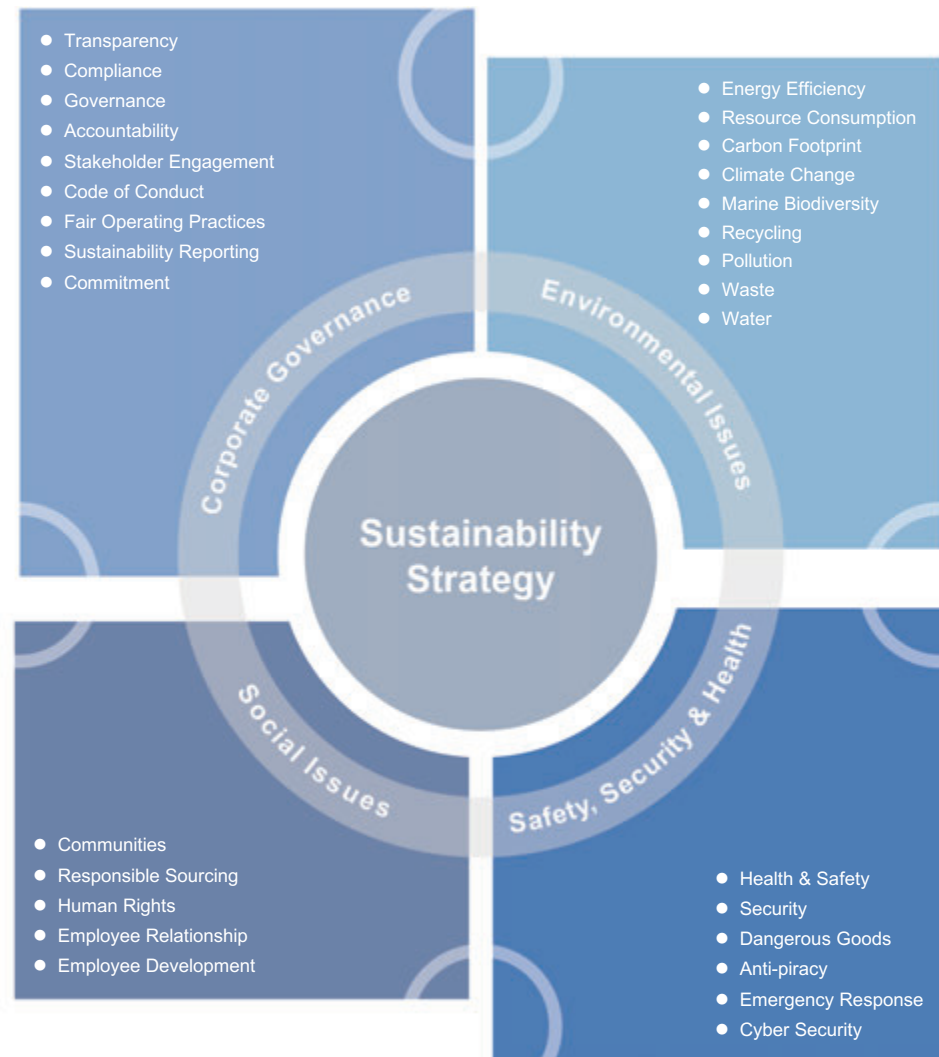 ● Transparency
● Compliance
● Governance
● Accountability
● Stakeholder Engagement
● Code of Conduct
● Fair Operating Practices
● Sustainability Reporting
● Commitment
● Energy Efficiency
● Resource Consumption
● Carbon Footprint
● Climate Change
● Marine Biodiversity
● Recycling
● Pollution
● Waste
● Water
Corporate Governance
Environmental Issues
Sustainability
Strategy
Social Issues
Safety, Security & Health
● Communities
● Responsible Sourcing
● Human Rights
● Employee Relationship
● Employee Development
● Health & Safety
● Security
● Dangerous Goods
● Anti-piracy
● Emergency Response
● Cyber Security